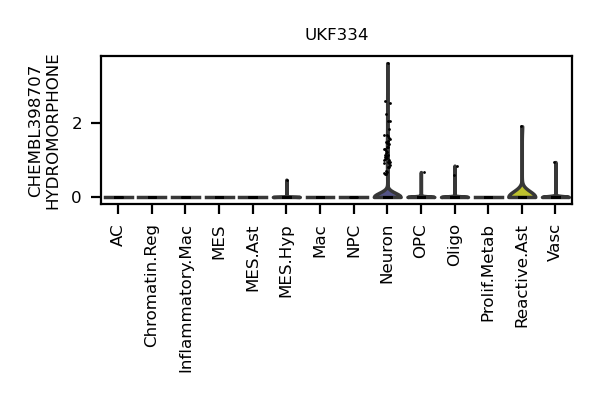 UKF334
CHEMBL398707
HYDROMORPHONE
2
0
AC
Chromatin.Reg
Inflammatory.Mac
MES
MES.Ast
MES.Hyp
Mac
NPC
Neuron
OPC
Oligo
Prolif.Metab
Reactive.Ast
Vasc